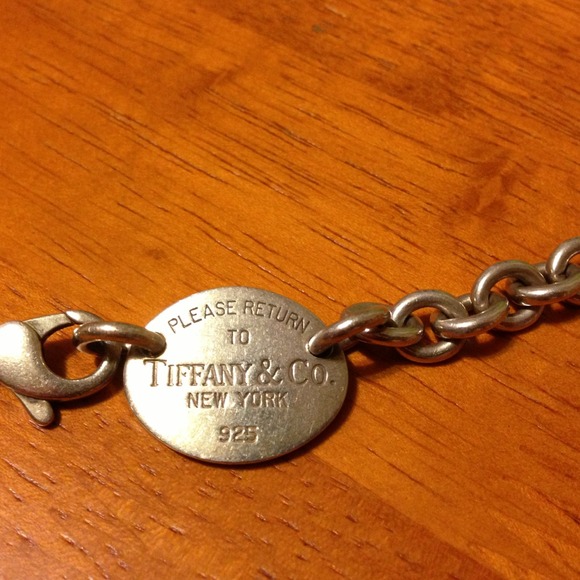 PLEASE RETURN
TO
TIFFANY & CO.
NEW YORK
925